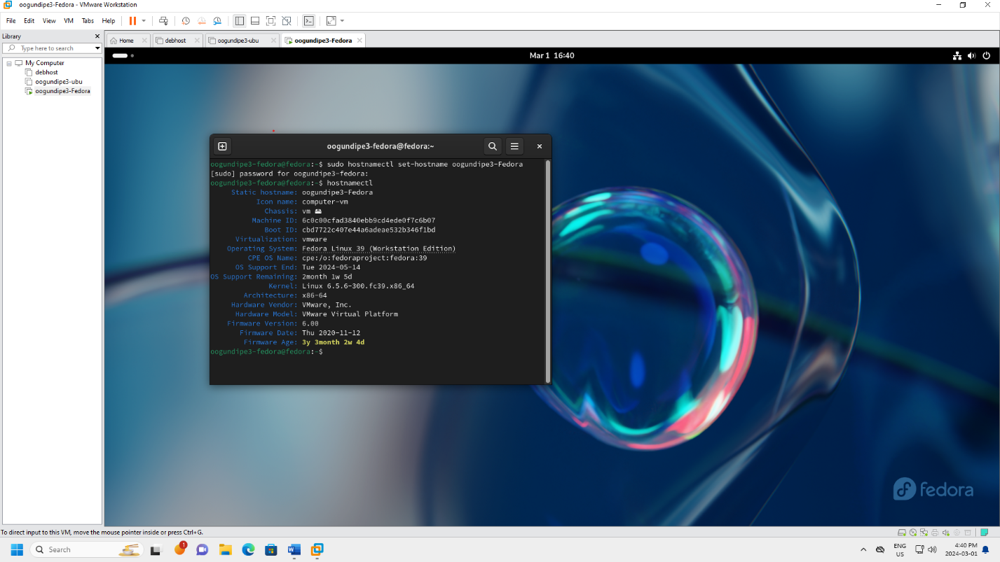 oogundipe3-Fedora - VMware Workstation
File Edit View VM Tabs Help
Library
Type here to search
My Computer
debhost
oogundipe3-ubu
oogundipe3-Fedora
Home
debhost
oogundipe3-ubu
oogundipe3-Fedora
Mar 1 16:40
oogundipe3-fedora@fedora:~
oogundipe3-fedora@fedora:~$ sudo hostnamectl set-hostname oogundipe3-Fedora
[sudo] password for oogundipe3-fedora:
oogundipe3-fedora@fedora:~$ hostnamectl
Static hostname: oogundipe3-Fedora
Icon name: computer-vm
Chassis: vm
Machine ID: 6c0c00cfad3840ebb9cd4ede0f7c6b07
Boot ID: cbd7722c407e44a6adeae532b346f1bd
Virtualization: vmware
Operating System: Fedora Linux 39 (Workstation Edition)
CPE OS Name: cpe:/o:fedoraproject:fedora:39
OS Support End: Tue 2024-05-14
OS Support Remaining: 2month 1w 5d
Kernel: Linux 6.5.6-300.fc39.x86_64
Architecture: x86-64
Hardware Vendor: VMware, Inc.
Hardware Model: VMware Virtual Platform
Firmware Version: 6.00
Firmware Date: Thu 2020-11-12
Firmware Age: 3y 3month 2w 4d
oogundipe3-fedora@fedora:~$
fedora
To direct input to this VM, move the mouse pointer inside or press Ctrl+G.
Search
1
ENG
US
4:40 PM
2024-03-01